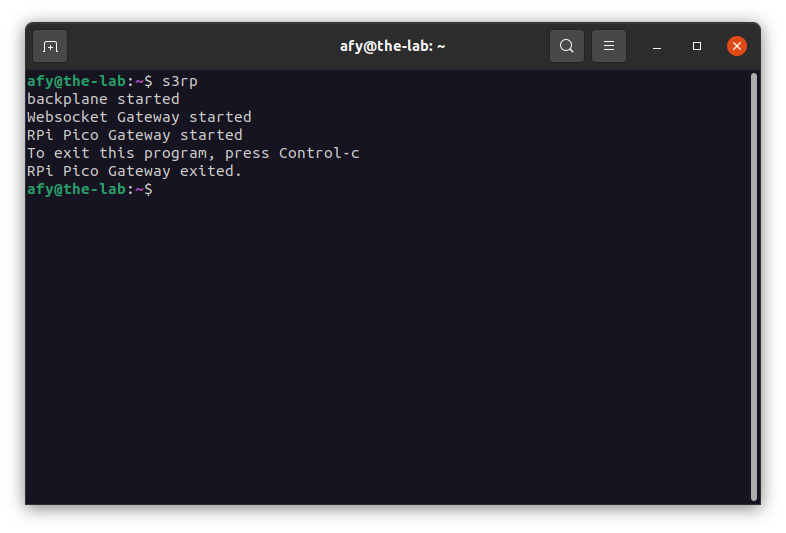 afy@the-lab: ~
afy@the-lab:~$ s3rp
backplane started
Websocket Gateway started
RPi Pico Gateway started
To exit this program, press Control-c
RPi Pico Gateway exited.
afy@the-lab:~$